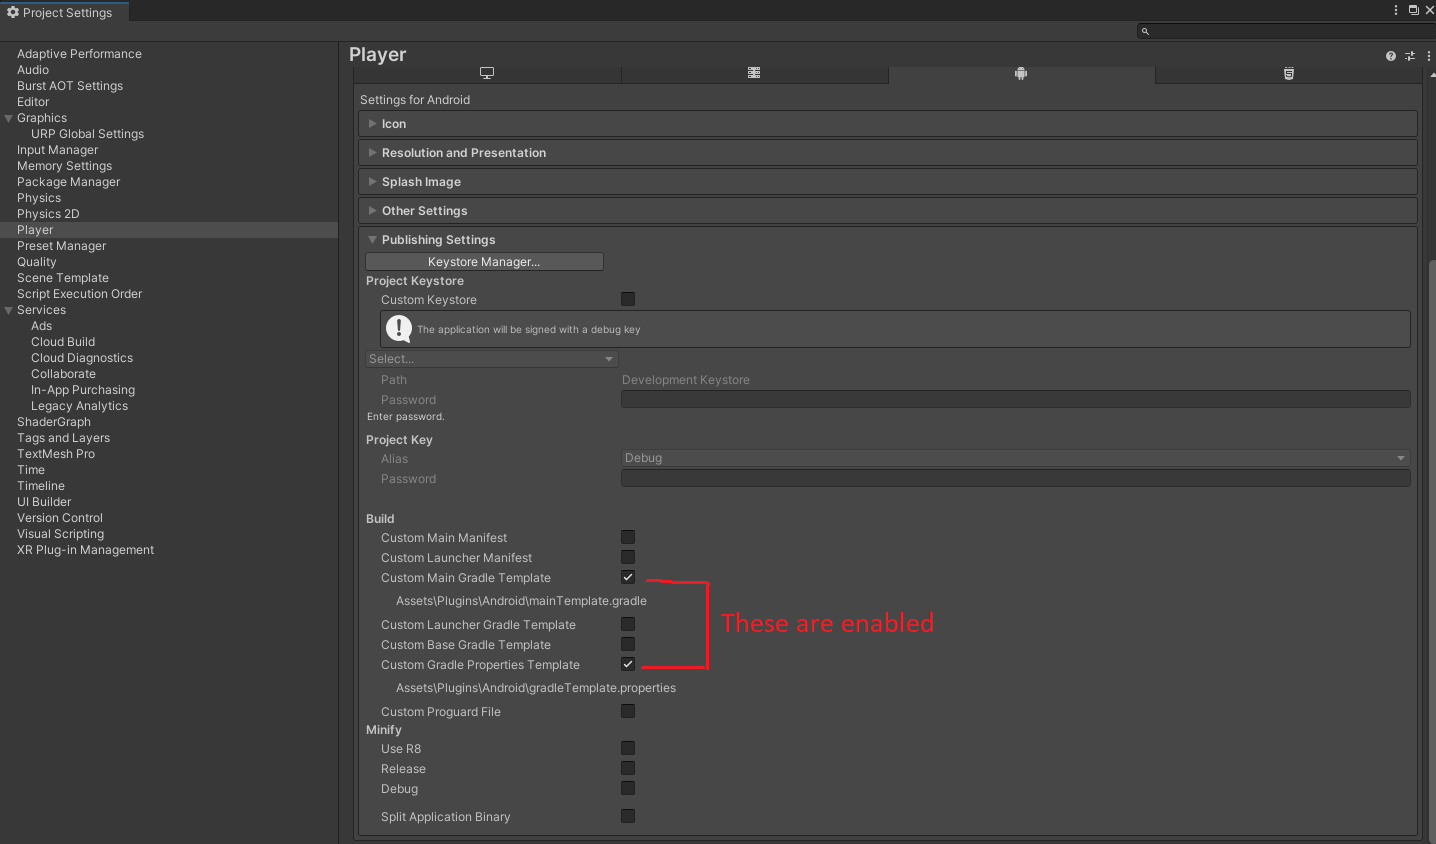 Project Settings
Adaptive Performance
Audio
Burst AOT Settings
Editor
Graphics
URP Global Settings
Input Manager
Memory Settings
Package Manager
Physics
Physics 2D
Player
Preset Manager
Quality
Scene Template
Script Execution Order
Services
Ads
Cloud Build
Cloud Diagnostics
Collaborate
In-App Purchasing
Legacy Analytics
ShaderGraph
Tags and Layers
TextMesh Pro
Time
Timeline
UI Builder
Version Control
Visual Scripting
XR Plug-in Management
Player
Settings for Android
Icon
Resolution and Presentation
Splash Image
Other Settings
Publishing Settings
Keystore Manager...
Project Keystore
Custom Keystore
The application will be signed with a debug key
Select...
Path Development Keystore
Password
Enter password.
Project Key
Alias Debug
Password
Build
Custom Main Manifest
Custom Launcher Manifest
Custom Main Gradle Template
Assets\Plugins\Android\mainTemplate.gradle
These are enabled
Custom Launcher Gradle Template
Custom Base Gradle Template
Custom Gradle Properties Template
Assets\Plugins\Android\gradleTemplate.properties
Custom Proguard File
Minify
Use R8
Release
Debug
Split Application Binary